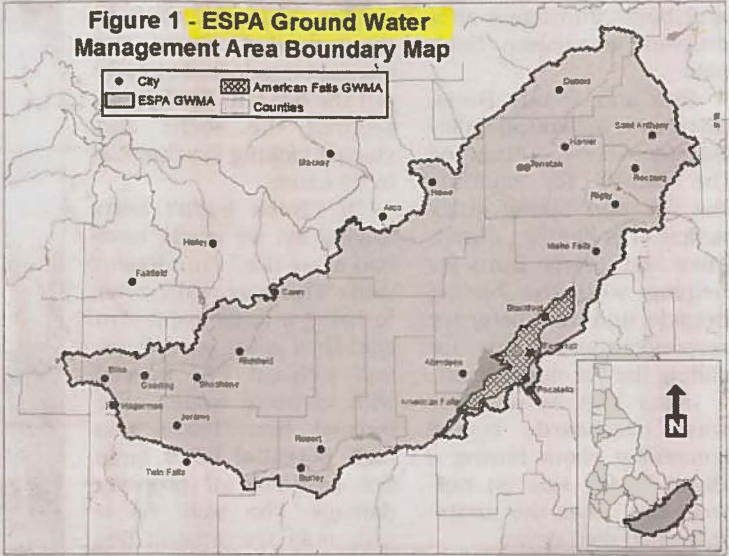 Figure 1 - ESPA Ground Water
Management Area Boundary Map
City
American Falls GWMA
ESPA GWMA
Counties
Dubois
Saint Anthony
Hamer
Mackay
Terreton
Rexburg
Howe
Rigby
Arco
Hailey
Idaho Falls
Fairfield
Carey
Blackfoot
Richfield
Aberdeen
Bliss
Gooding
Shoshone
Pocatello
American Falls
Hagerman
Jerome
N
Rupert
Twin Falls
Burley